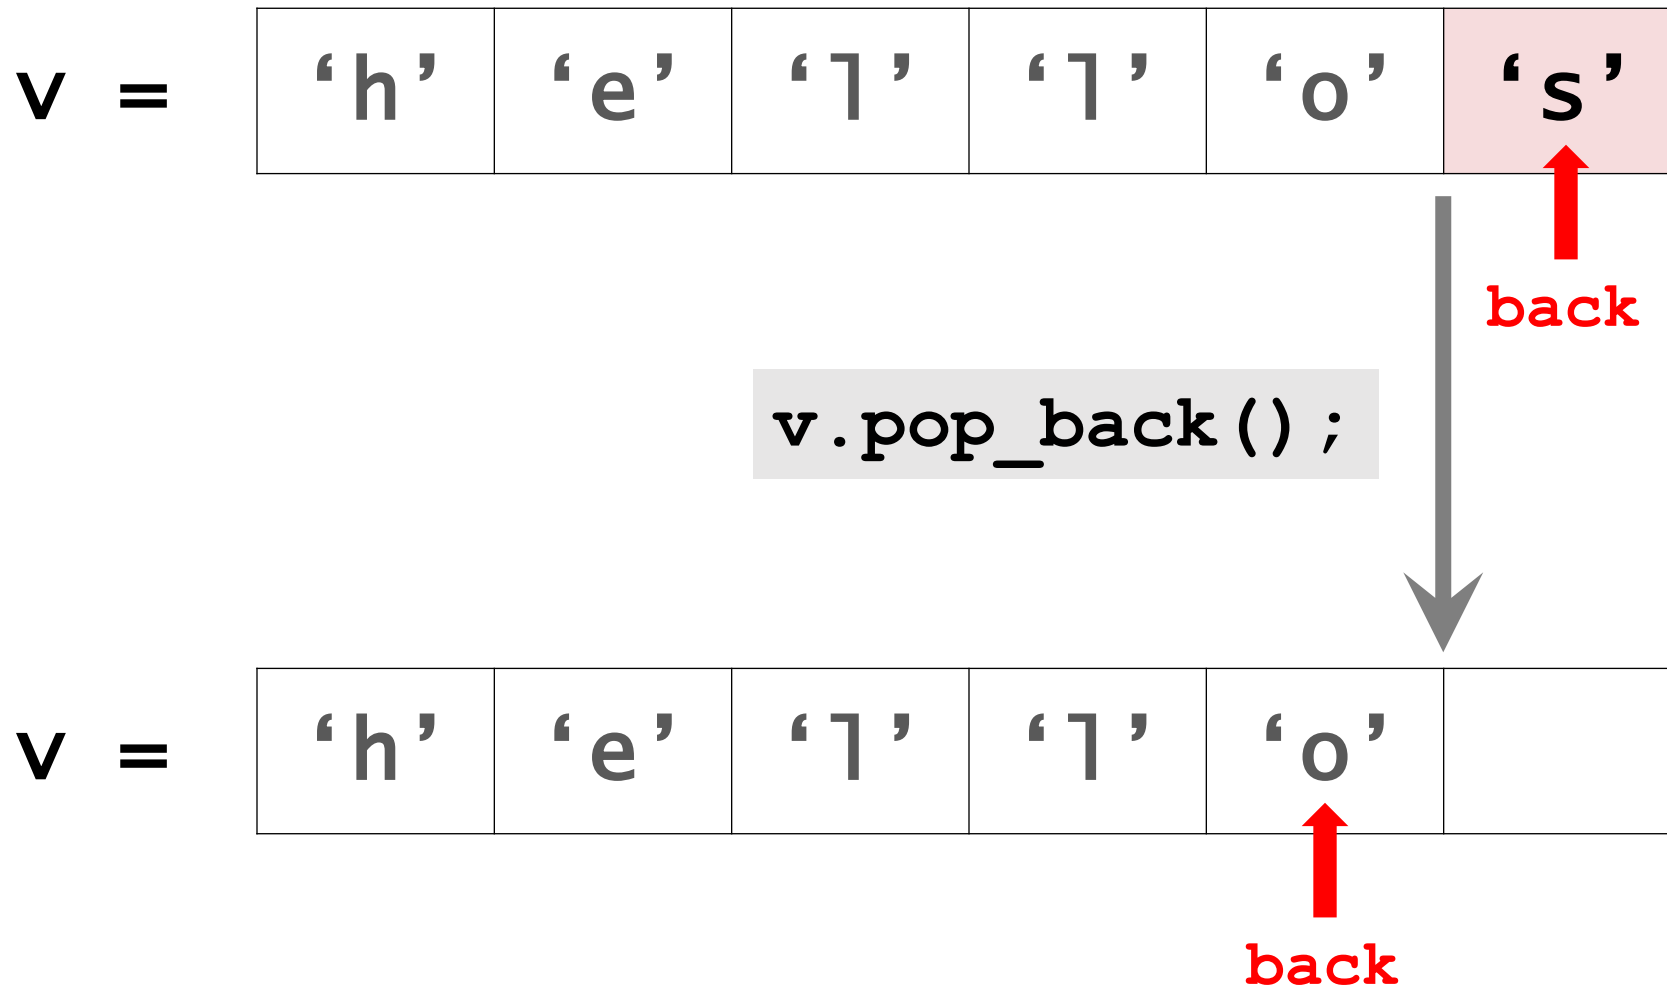 v = ‘h’ ‘e’ ‘l’ ‘l’ ‘o’ ‘s’
back
v.pop_back();
v = ‘h’ ‘e’ ‘l’ ‘l’ ‘o’
back